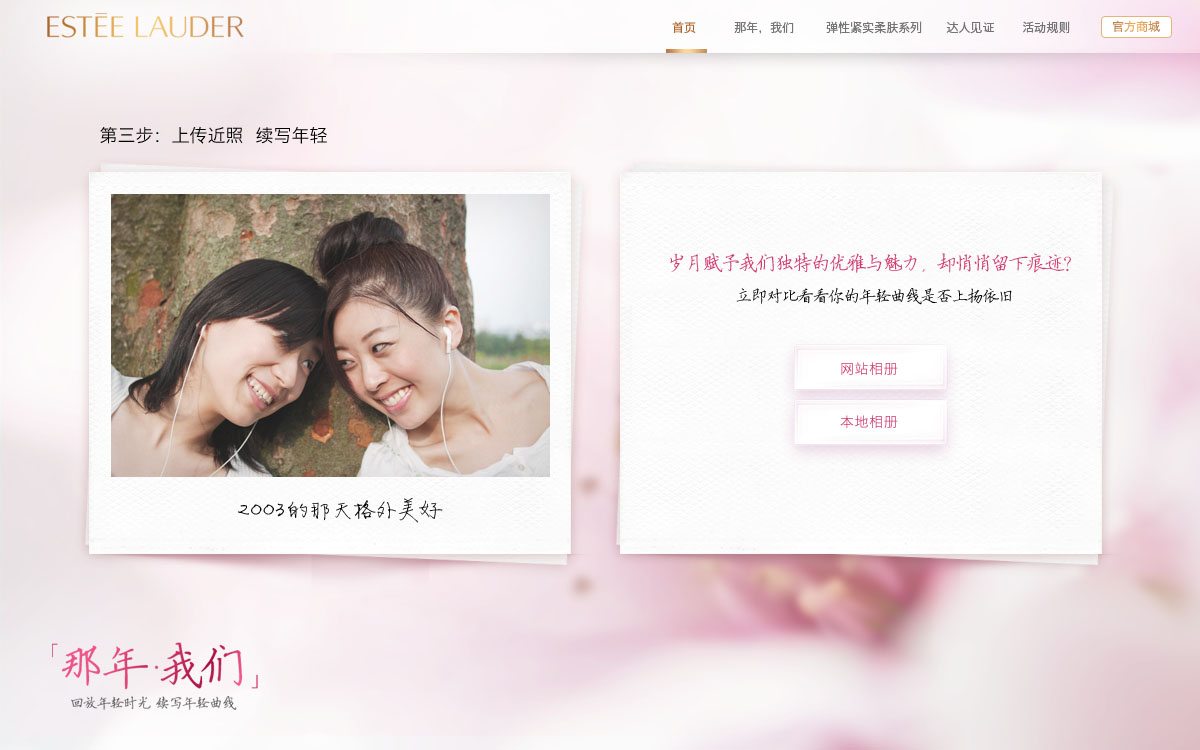 ESTĒE LAUDER
首页
那年，我们
弹性紧实柔肤系列
达人见证
活动规则
官方商城
第三步：上传近照 续写年轻
2003的那天格外美好
岁月赋予我们独特的优雅与魅力，却悄悄留下痕迹？
立即对比看看你的年轻曲线是否上扬依旧
网站相册
本地相册
「那年·我们」
回放年轻时光 续写年轻曲线